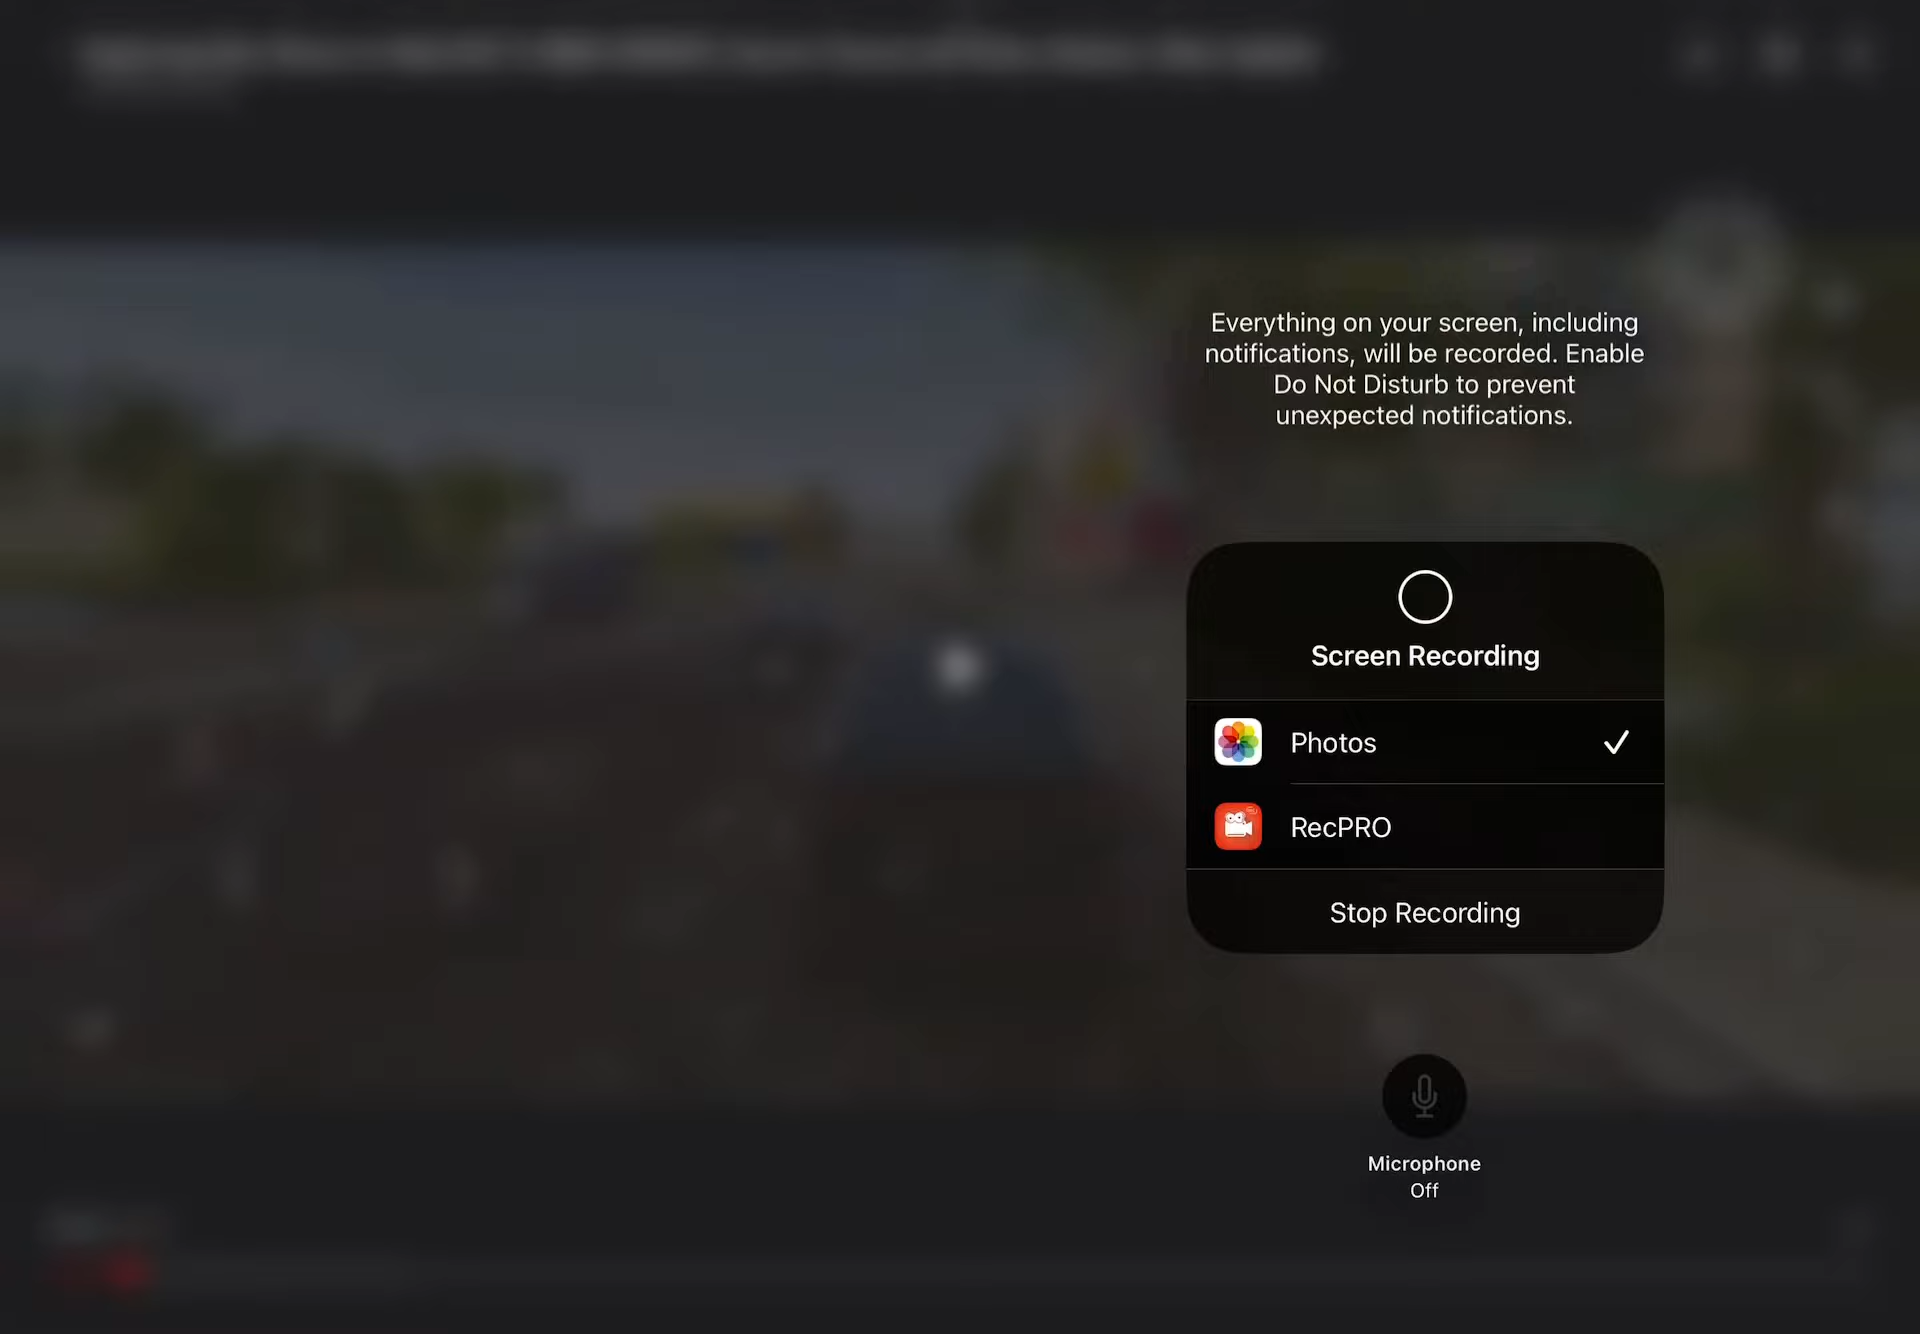 Everything on your screen, including
notifications, will be recorded. Enable
Do Not Disturb to prevent
unexpected notifications.
Screen Recording
Photos
RecPRO
Stop Recording
Microphone
Off